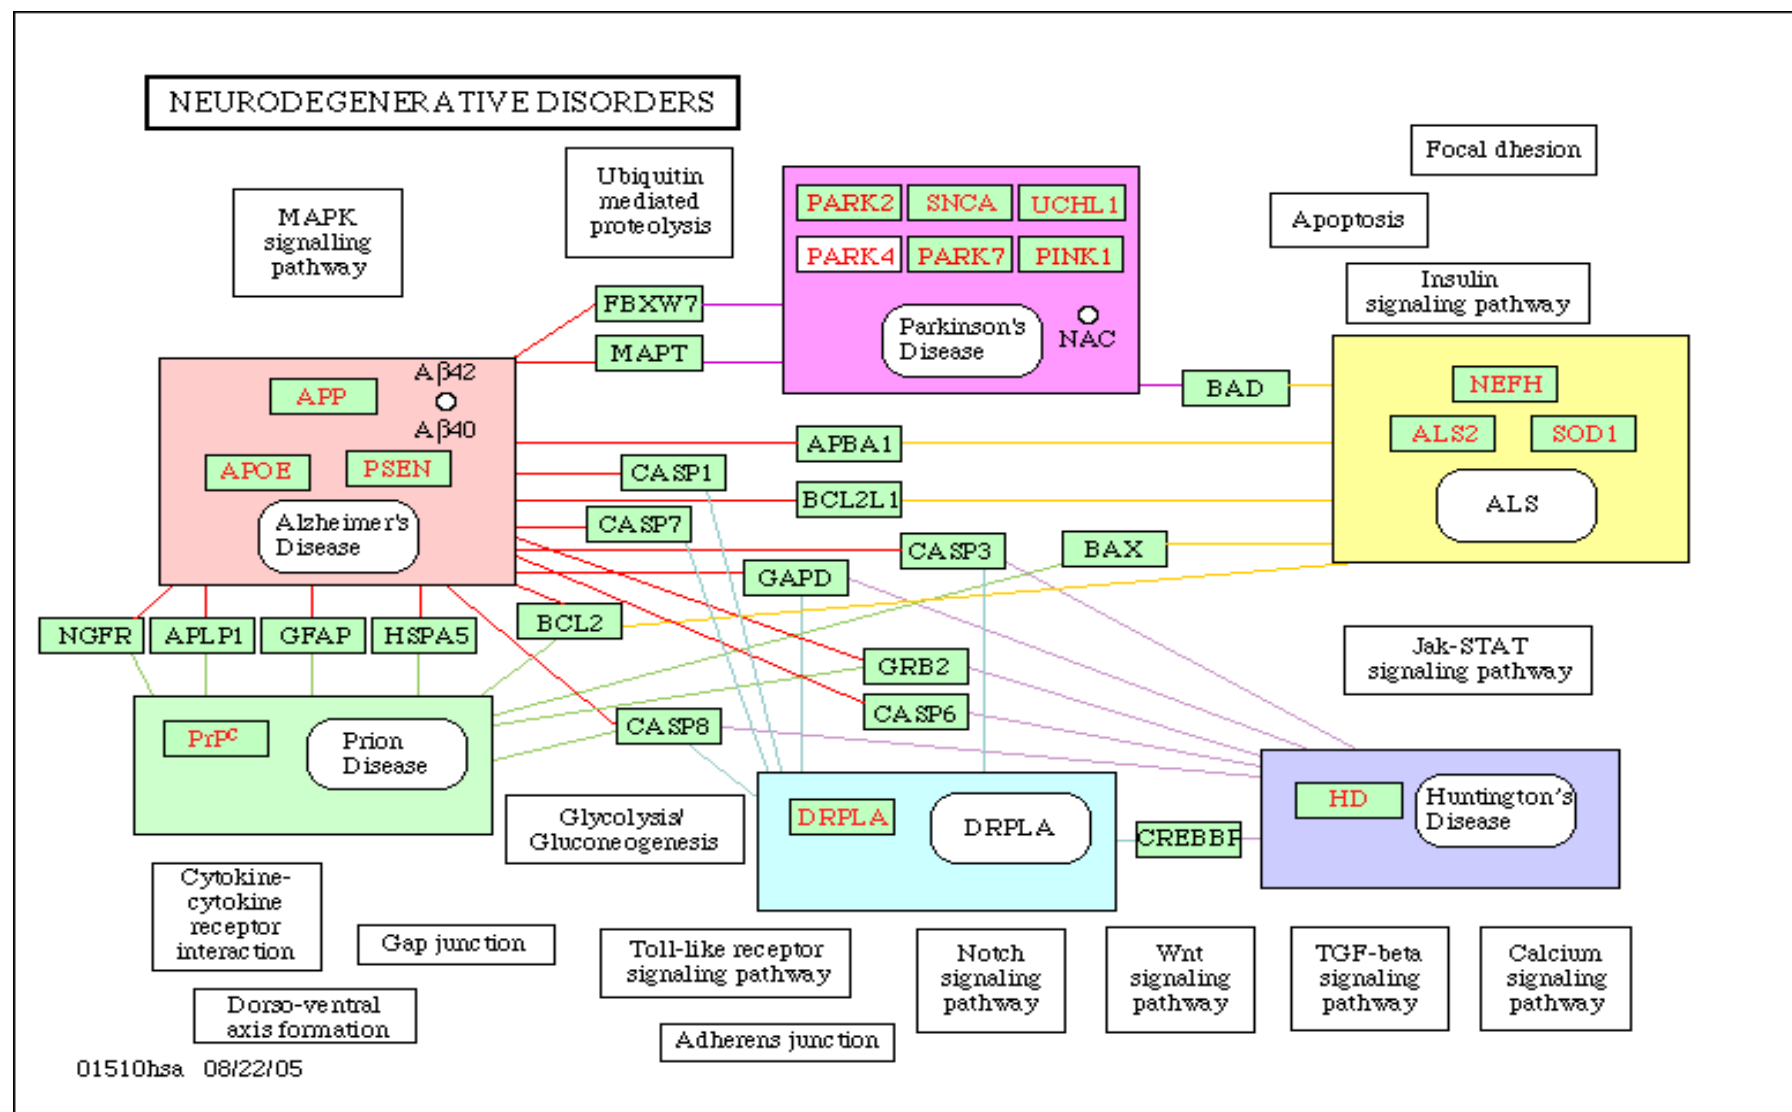 NEURODEGENERATIVE DISORDERS
MAPK
signalling
pathway
Ubiquitin
mediated
proteolysis
Focal dhesion
Apoptosis
Insulin
signaling pathway
PARK2
SNCA
UCHL1
PARK4
PARK7
PINK1
Parkinson's
Disease
NAC
FBXW7
MAPT
BAD
Aβ42
APP
Aβ40
APOE
PSEN
Alzheimer's
Disease
NEFH
ALS2
SOD1
ALS
APBA1
CASP1
BCL2L1
CASP7
CASP3
BAX
GAPD
BCL2
NGFR
APLP1
GFAP
HSPA5
GRB2
CASP6
CASP8
Jak-STAT
signaling pathway
PrPC
Prion
Disease
DRPLA
DRPLA
CREBBP
HD
Huntington's
Disease
Glycolysis/
Gluconeogenesis
Cytokine-
cytokine
receptor
interaction
Gap junction
Dorso-ventral
axis formation
Toll-like receptor
signaling pathway
Adherens junction
Notch
signaling
pathway
Wnt
signaling
pathway
TGF-beta
signaling
pathway
Calcium
signaling
pathway
01510hsa 08/22/05